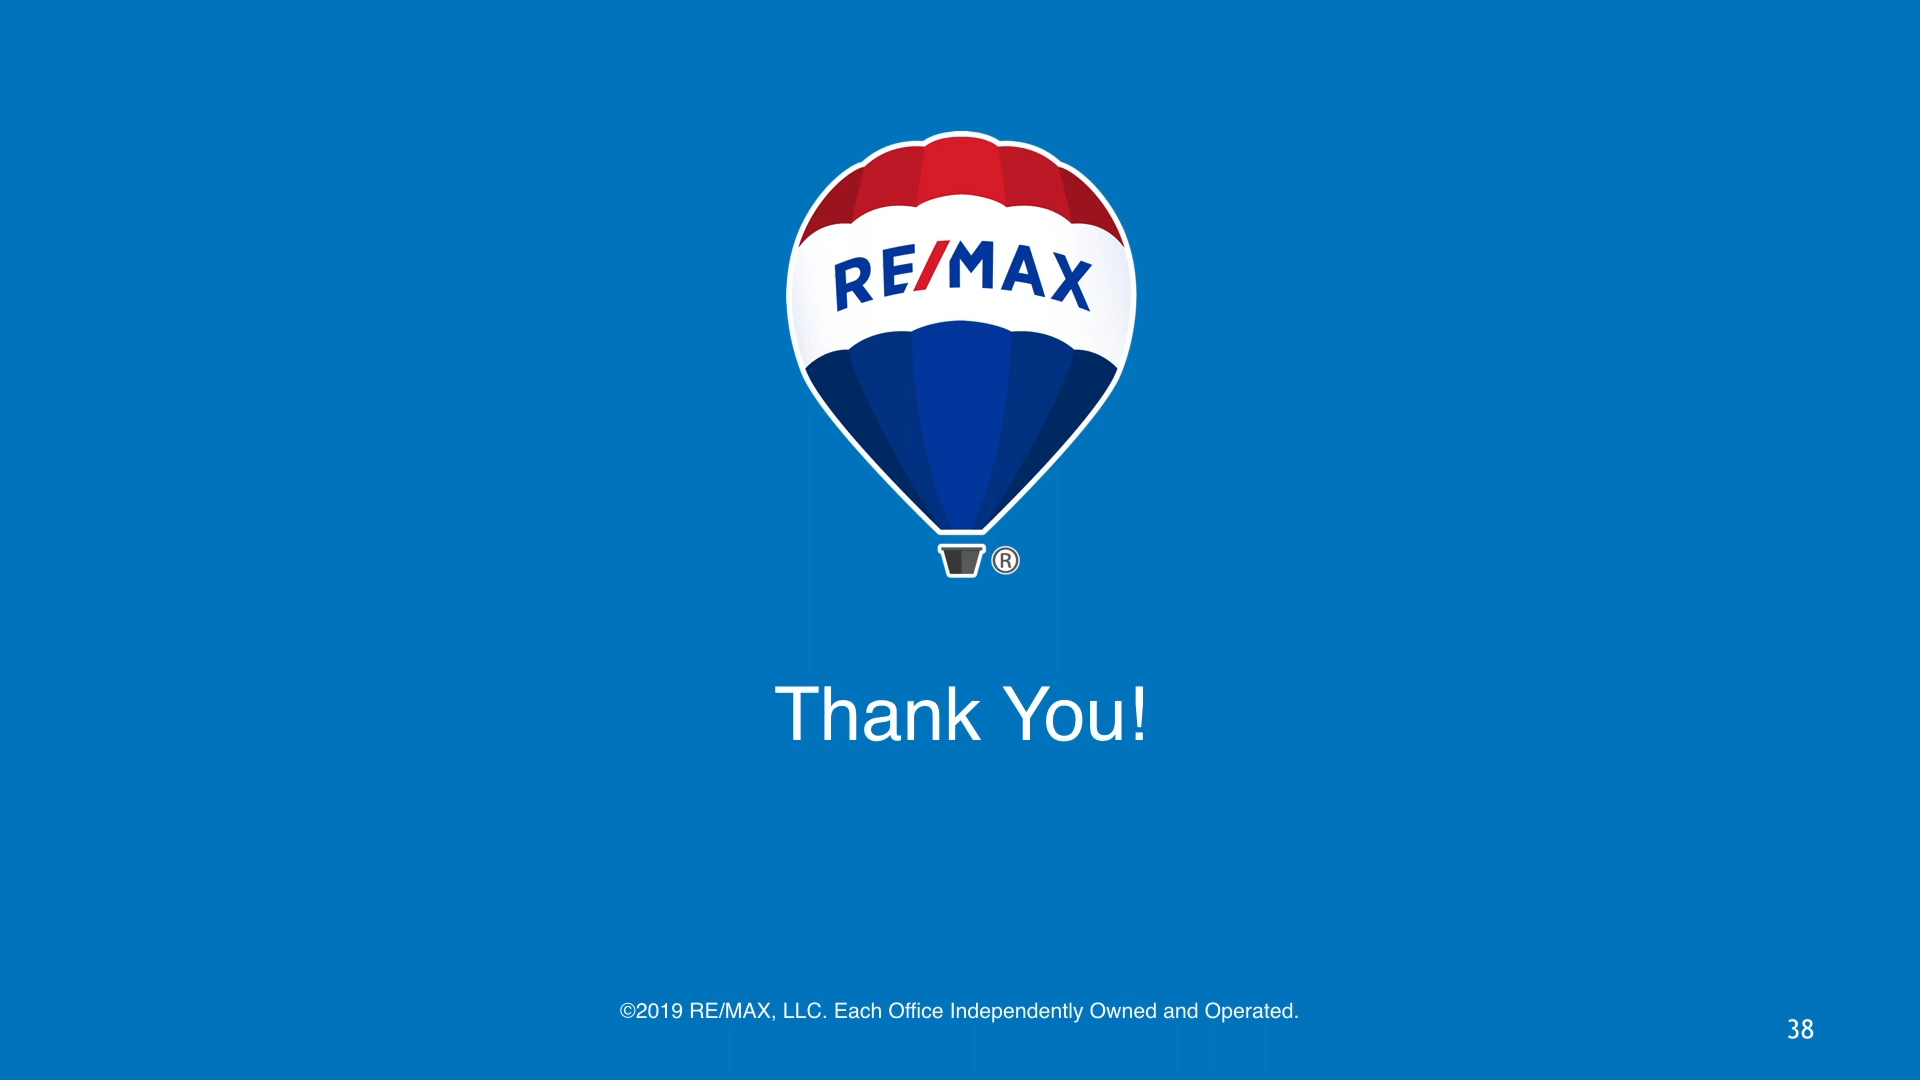 RE/MAX
®
Thank You!
©2019 RE/MAX, LLC. Each Office Independently Owned and Operated.
38